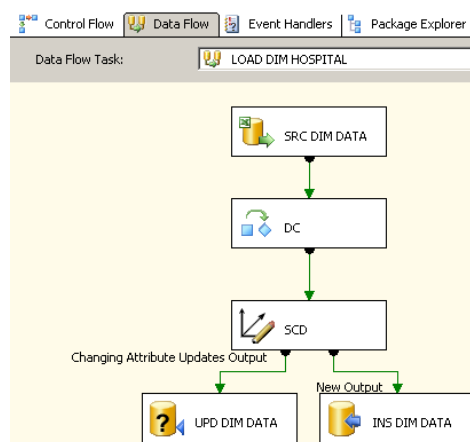 Control Flow Data Flow Event Handlers Package Explorer
Data Flow Task: LOAD DIM HOSPITAL
SRC DIM DATA
DC
SCD
Changing Attribute Updates Output
New Output
UPD DIM DATA INS DIM DATA